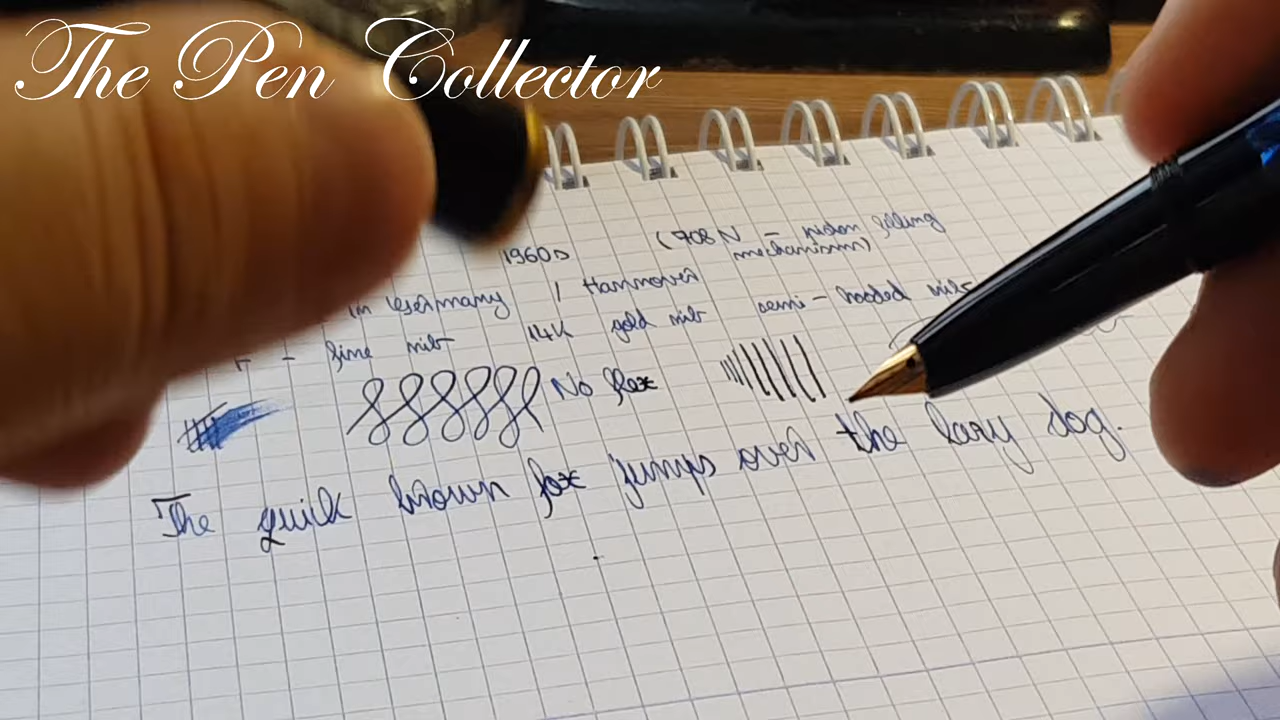 The Pen Collector
1960s (708 N - piston filling
mechanism)
in Germany / Hannover
F - fine nib 14K gold nib semi-hooded nib
No flex
The quick brown fox jumps over the lazy dog.